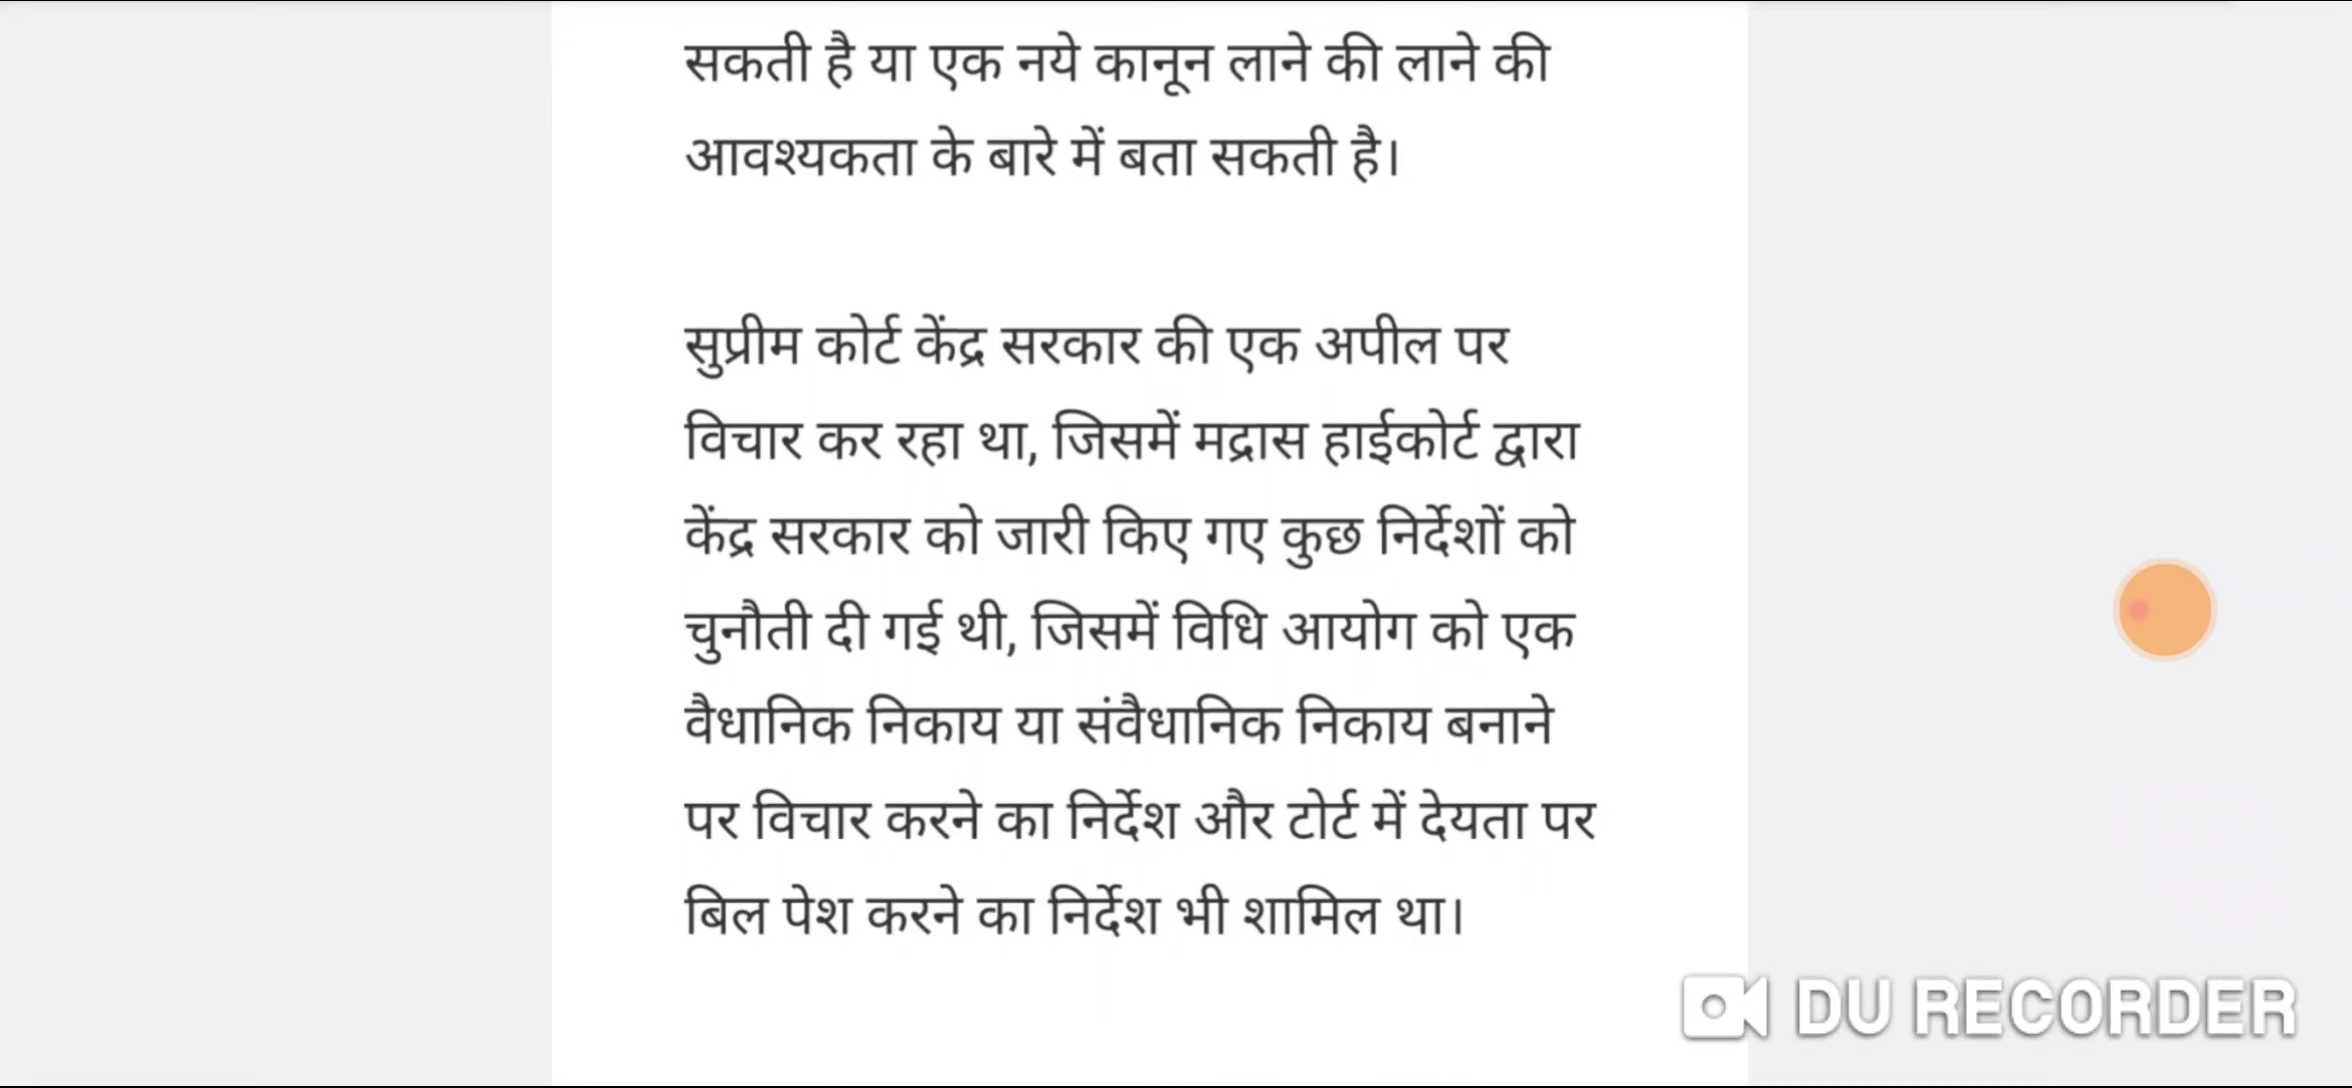 सकती है या एक नये कानून लाने की लाने की
आवश्यकता के बारे में बता सकती है।
सुप्रीम कोर्ट केंद्र सरकार की एक अपील पर
विचार कर रहा था, जिसमें मद्रास हाईकोर्ट द्वारा
केंद्र सरकार को जारी किए गए कुछ निर्देशों को
चुनौती दी गई थी, जिसमें विधि आयोग को एक
वैधानिक निकाय या संवैधानिक निकाय बनाने
पर विचार करने का निर्देश और टोर्ट में देयता पर
बिल पेश करने का निर्देश भी शामिल था।
DU RECORDER